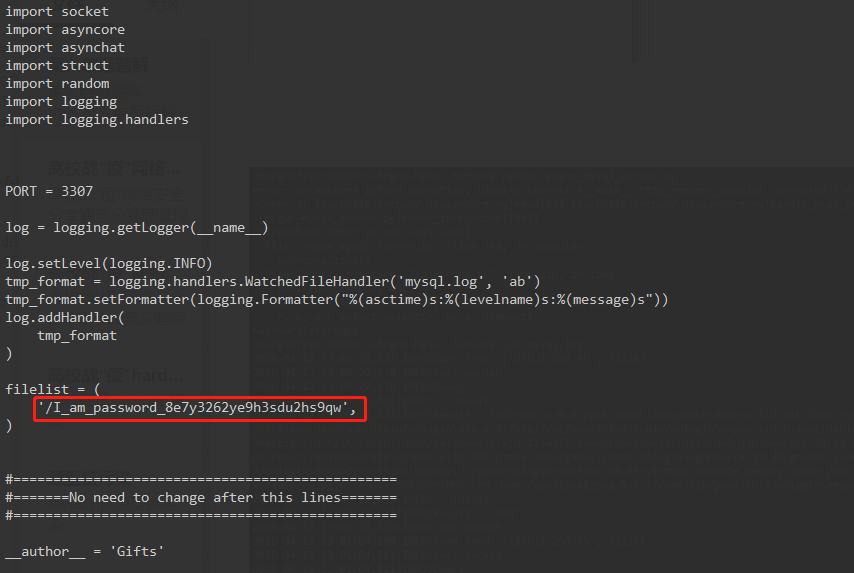 import socket
import asyncore
import asynchat
import struct
import random
import logging
import logging.handlers
PORT = 3307
log = logging.getLogger(__name__)
log.setLevel(logging.INFO)
tmp_format = logging.handlers.WatchedFileHandler('mysql.log', 'ab')
tmp_format.setFormatter(logging.Formatter("%(asctime)s:%(levelname)s:%(message)s"))
log.addHandler(
    tmp_format
)
filelist = (
    '/I_am_password_8e7y3262ye9h3sdu2hs9qw',
)
#================================================
#=======No need to change after this lines=======
#================================================
__author__ = 'Gifts'